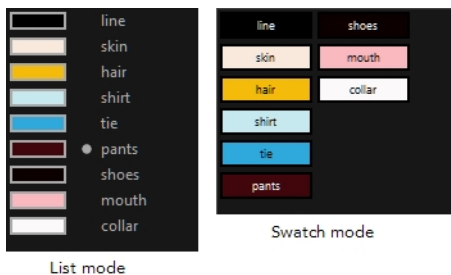 line
skin
hair
shirt
tie
pants
shoes
mouth
collar
List mode
line shoes
skin mouth
hair collar
shirt
tie
pants
Swatch mode